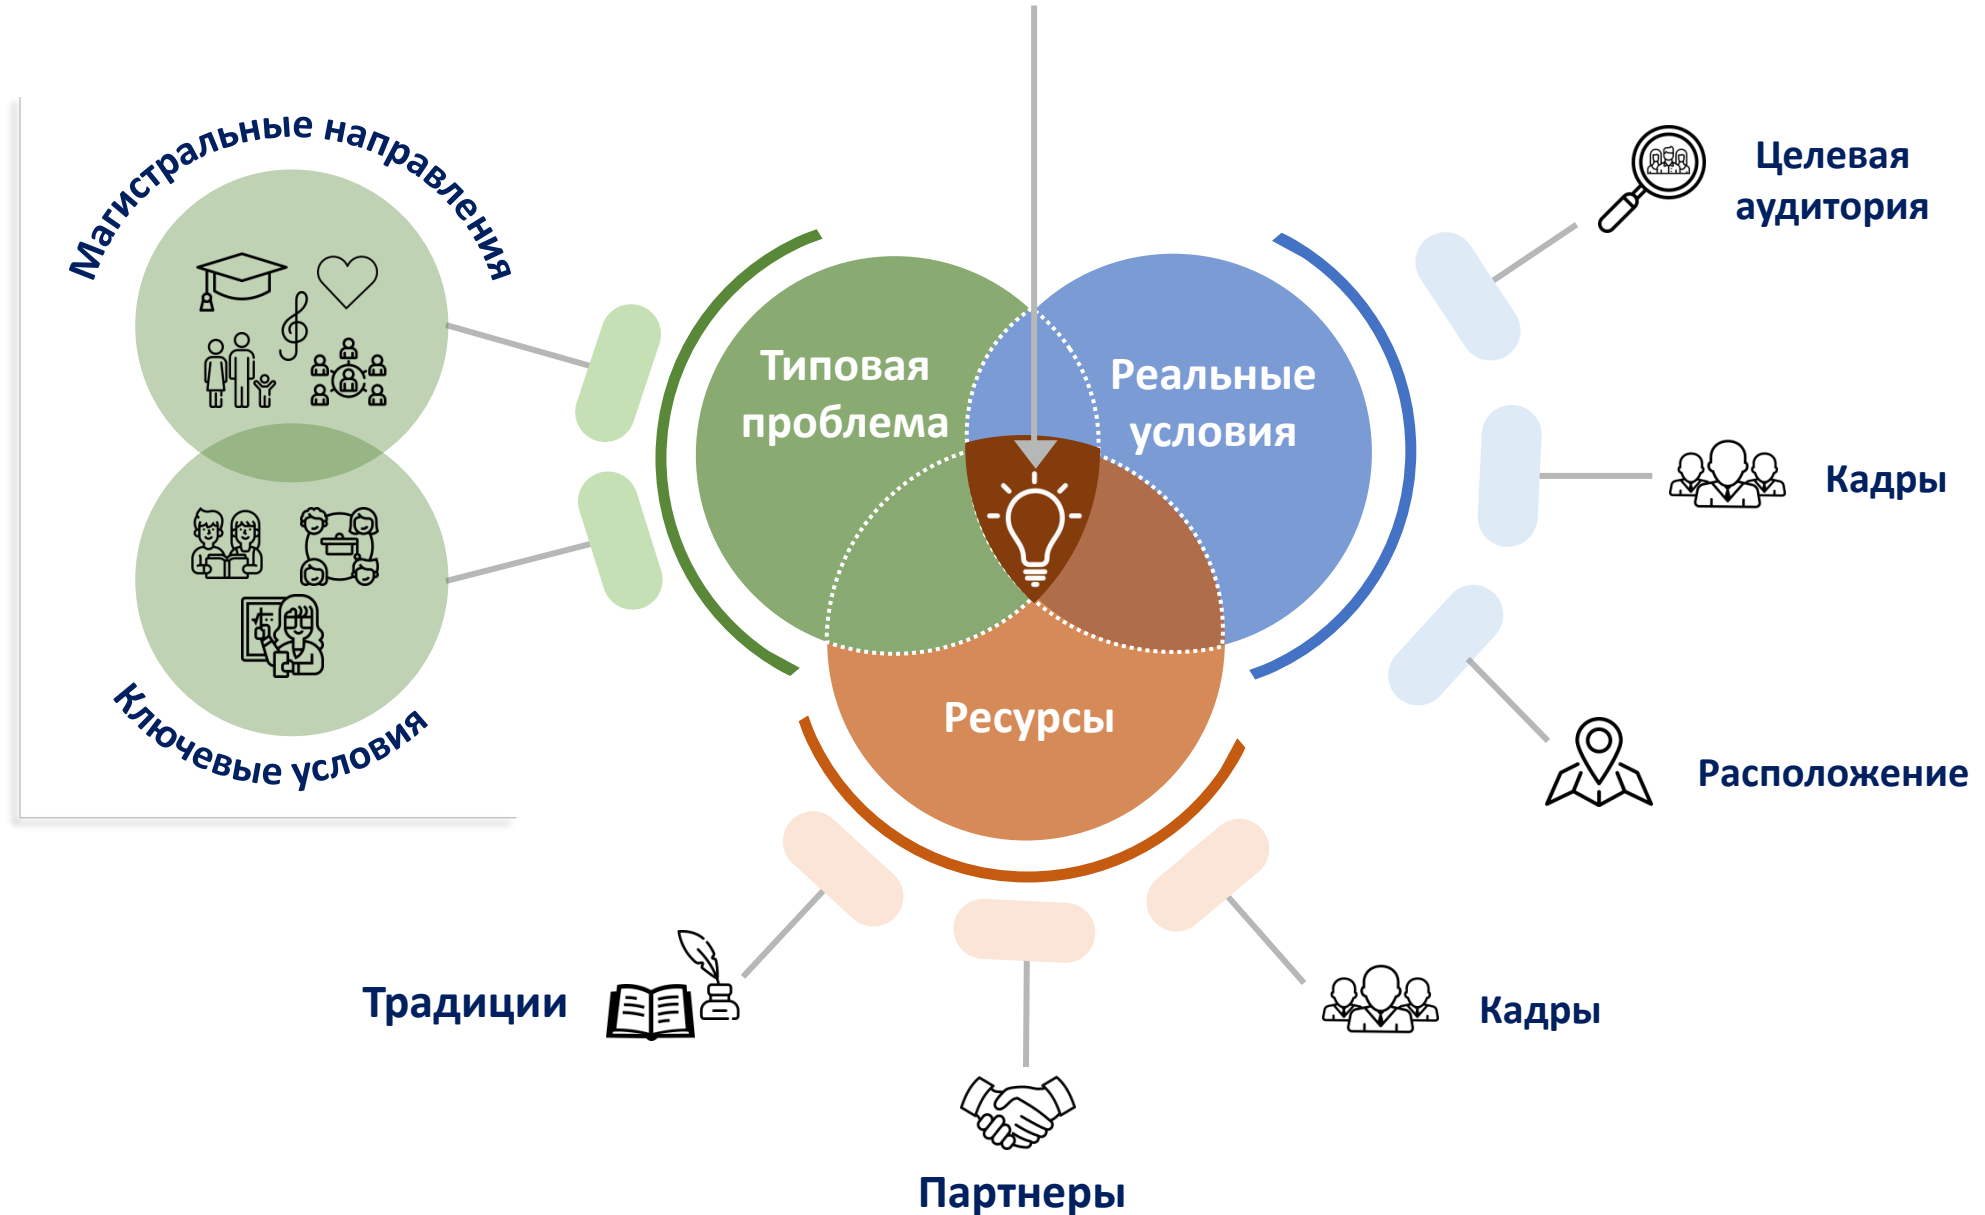 Магистральные направления
Ключевые условия
Типовая
проблема
Реальные
условия
Ресурсы
Целевая
аудитория
Кадры
Расположение
Традиции
Партнеры
Кадры